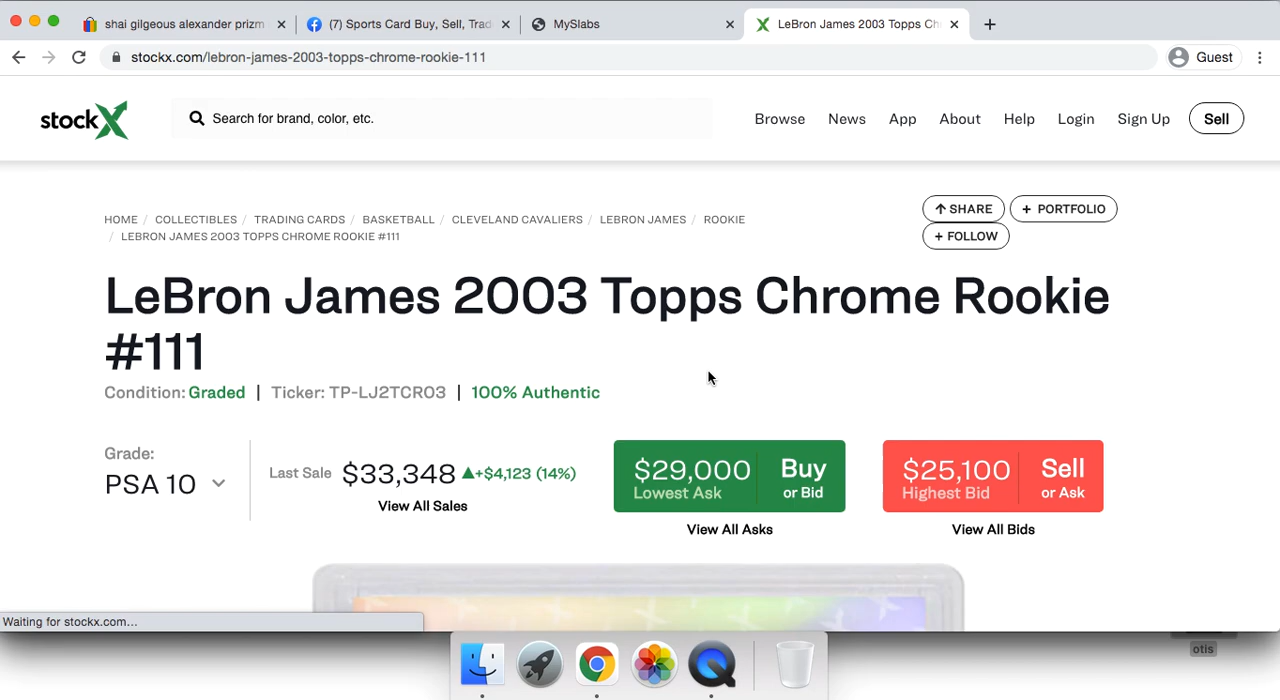 shai gilgeous alexander prizm
(7) Sports Card Buy, Sell, Trad
MySlabs
LeBron James 2003 Topps Ch
stockx.com/lebron-james-2003-topps-chrome-rookie-111
Guest
stockX
Search for brand, color, etc.
Browse News App About Help Login Sign Up Sell
HOME / COLLECTIBLES / TRADING CARDS / BASKETBALL / CLEVELAND CAVALIERS / LEBRON JAMES / ROOKIE
/ LEBRON JAMES 2003 TOPPS CHROME ROOKIE #111
SHARE + PORTFOLIO
+ FOLLOW
LeBron James 2003 Topps Chrome Rookie
#111
Condition: Graded | Ticker: TP-LJ2TCR03 | 100% Authentic
Grade:
PSA 10
Last Sale $33,348 ▲+$4,123 (14%)
View All Sales
$29,000 Buy
Lowest Ask or Bid
View All Asks
$25,100 Sell
Highest Bid or Ask
View All Bids
Waiting for stockx.com...
otis